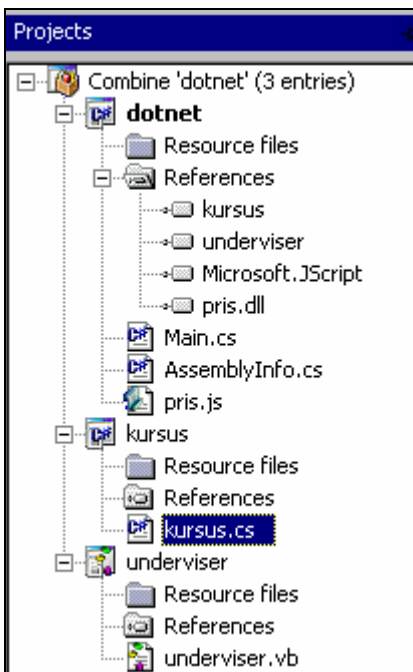 Projects
Combine 'dotnet' (3 entries)
dotnet
Resource files
References
kursus
underviser
Microsoft.JScript
pris.dll
Main.cs
AssemblyInfo.cs
pris.js
kursus
Resource files
References
kursus.cs
underviser
Resource files
References
underviser.vb